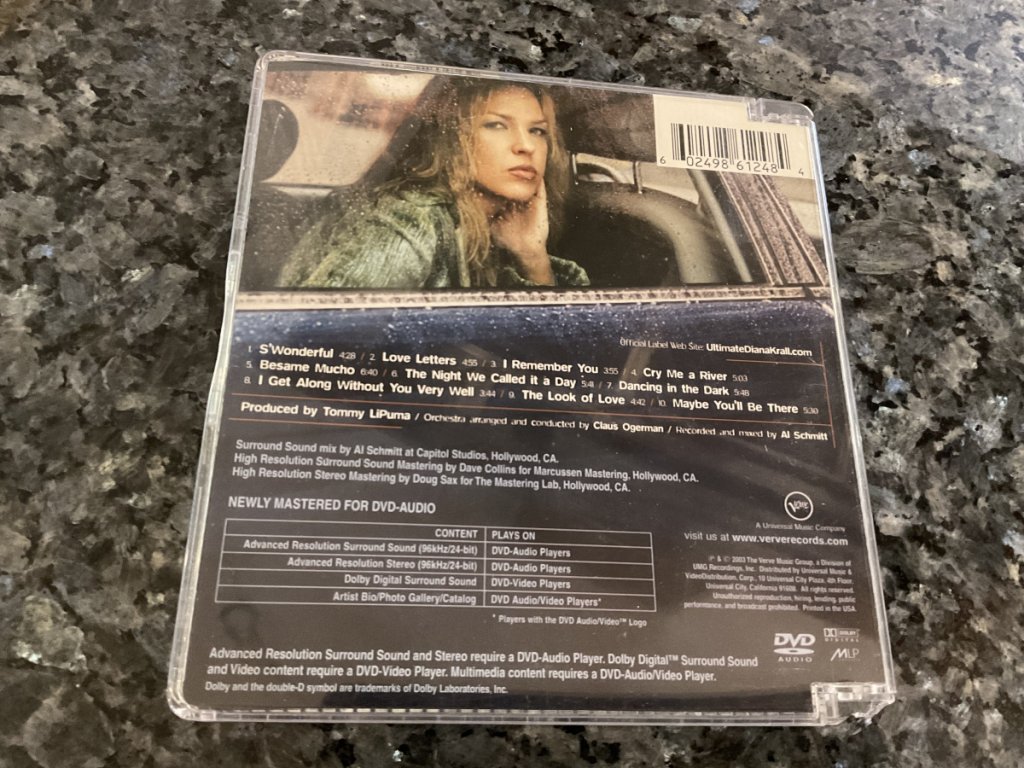 6 02498 61248 4
Official Label Web Site: UltimateDianaKrall.com
1. S'Wonderful 4:28 / 2. Love Letters 4:55 / 3. I Remember You 3:55 / 4. Cry Me a River 5:03
5. Besame Mucho 6:40 / 6. The Night We Called it a Day 5:41 / 7. Dancing in the Dark 5:48
8. I Get Along Without You Very Well 3:44 / 9. The Look of Love 4:42 / 10. Maybe You'll Be There 5:30
Produced by Tommy LiPuma / Orchestra arranged and conducted by Claus Ogerman / Recorded and mixed by Al Schmitt
Surround Sound mix by Al Schmitt at Capitol Studios, Hollywood, CA.
High Resolution Surround Sound Mastering by Dave Collins for Marcussen Mastering, Hollywood, CA.
High Resolution Stereo Mastering by Doug Sax for The Mastering Lab, Hollywood, CA.
NEWLY MASTERED FOR DVD-AUDIO
CONTENT PLAYS ON
Advanced Resolution Surround Sound (96kHz/24-bit) DVD-Audio Players
Advanced Resolution Stereo (96kHz/24-bit) DVD-Audio Players
Dolby Digital Surround Sound DVD-Video Players
Artist Bio/Photo Gallery/Catalog DVD Audio/Video Players*
* Players with the DVD Audio/Video™ Logo
VERVE
A Universal Music Company
visit us at www.ververecords.com
℗ & © 2003 The Verve Music Group, a Division of
UMG Recordings, Inc. Distributed by Universal Music &
VideoDistribution, Corp., 10 Universal City Plaza, 4th Floor,
Universal City, California 91608. All rights reserved.
Unauthorized reproduction, hiring, lending, public
performance, and broadcast prohibited. Printed in the USA.
DVD
AUDIO
DOLBY
DIGITAL
MLP
Advanced Resolution Surround Sound and Stereo require a DVD-Audio Player. Dolby Digital™ Surround Sound
and Video content require a DVD-Video Player. Multimedia content requires a DVD-Audio/Video Player.
Dolby and the double-D symbol are trademarks of Dolby Laboratories, Inc.